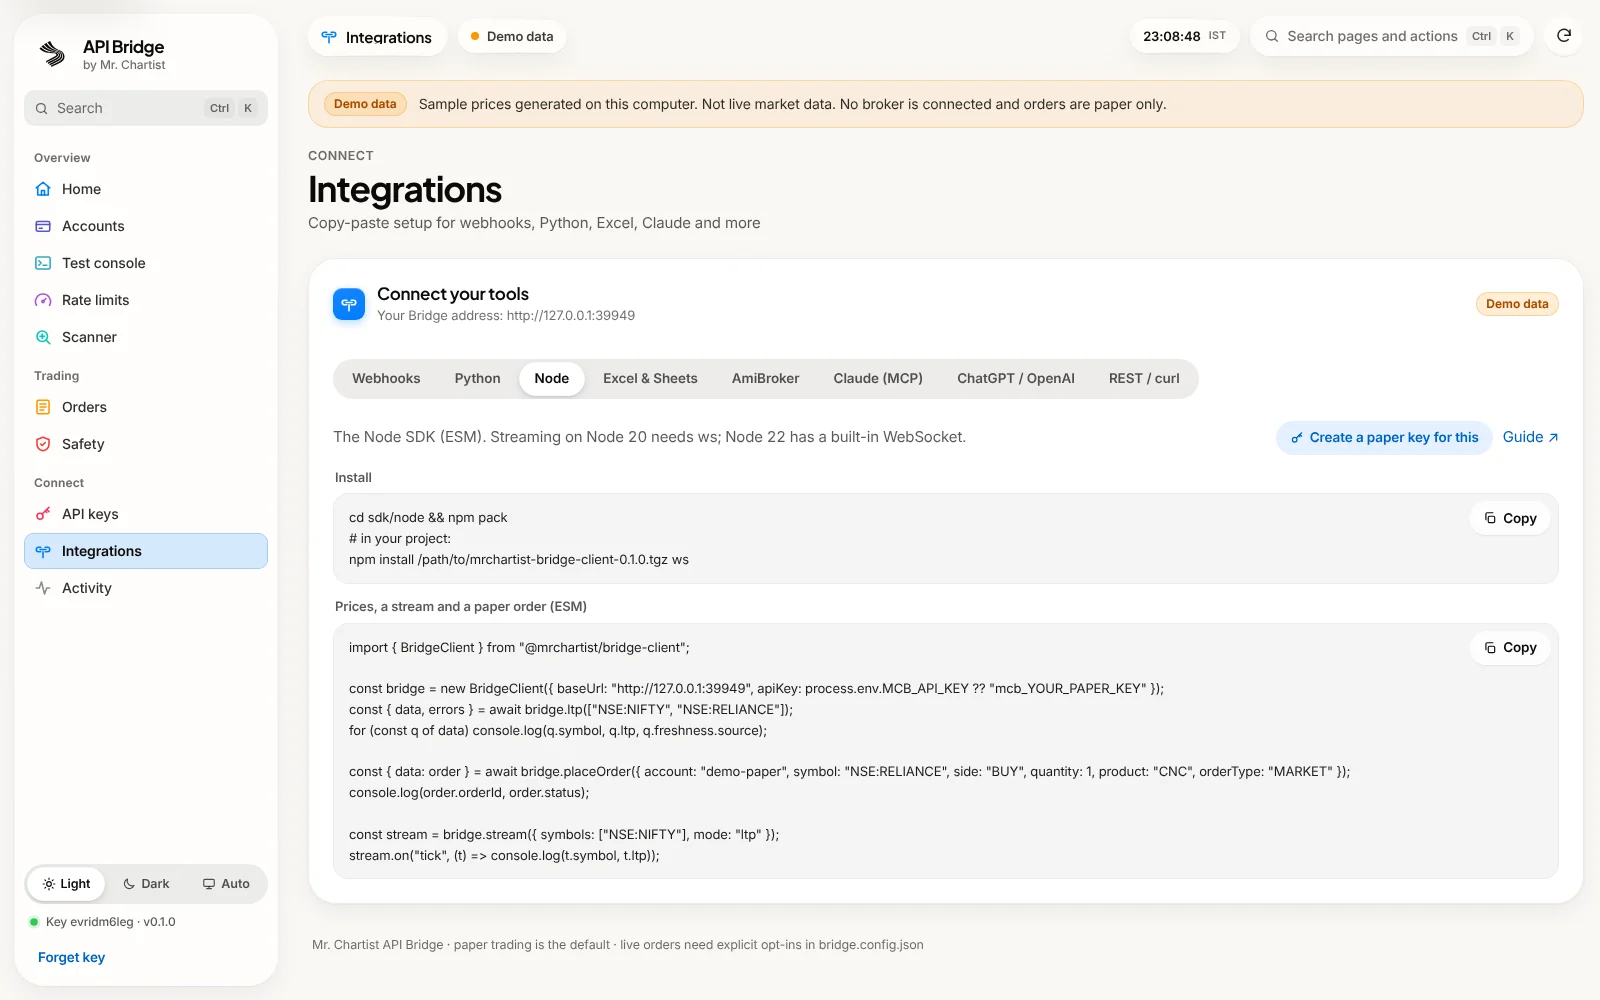 API Bridge
by Mr. Chartist
Search Ctrl K
Overview
Home
Accounts
Test console
Rate limits
Scanner
Trading
Orders
Safety
Connect
API keys
Integrations
Activity
Light Dark Auto
Key evridm6leg · v0.1.0
Forget key
Integrations Demo data 23:08:48 IST Search pages and actions Ctrl K
Demo data Sample prices generated on this computer. Not live market data. No broker is connected and orders are paper only.
CONNECT
Integrations
Copy-paste setup for webhooks, Python, Excel, Claude and more
Connect your tools
Your Bridge address: http://127.0.0.1:39949
Demo data
Webhooks Python Node Excel & Sheets AmiBroker Claude (MCP) ChatGPT / OpenAI REST / curl
The Node SDK (ESM). Streaming on Node 20 needs ws; Node 22 has a built-in WebSocket. Create a paper key for this Guide ↗
Install
cd sdk/node && npm pack
# in your project:
npm install /path/to/mrchartist-bridge-client-0.1.0.tgz ws
Copy
Prices, a stream and a paper order (ESM)
import { BridgeClient } from "@mrchartist/bridge-client";
Copy
const bridge = new BridgeClient({ baseUrl: "http://127.0.0.1:39949", apiKey: process.env.MCB_API_KEY ?? "mcb_YOUR_PAPER_KEY" });
const { data, errors } = await bridge.ltp(["NSE:NIFTY", "NSE:RELIANCE"]);
for (const q of data) console.log(q.symbol, q.ltp, q.freshness.source);
const { data: order } = await bridge.placeOrder({ account: "demo-paper", symbol: "NSE:RELIANCE", side: "BUY", quantity: 1, product: "CNC", orderType: "MARKET" });
console.log(order.orderId, order.status);
const stream = bridge.stream({ symbols: ["NSE:NIFTY"], mode: "ltp" });
stream.on("tick", (t) => console.log(t.symbol, t.ltp));
Mr. Chartist API Bridge · paper trading is the default · live orders need explicit opt-ins in bridge.config.json